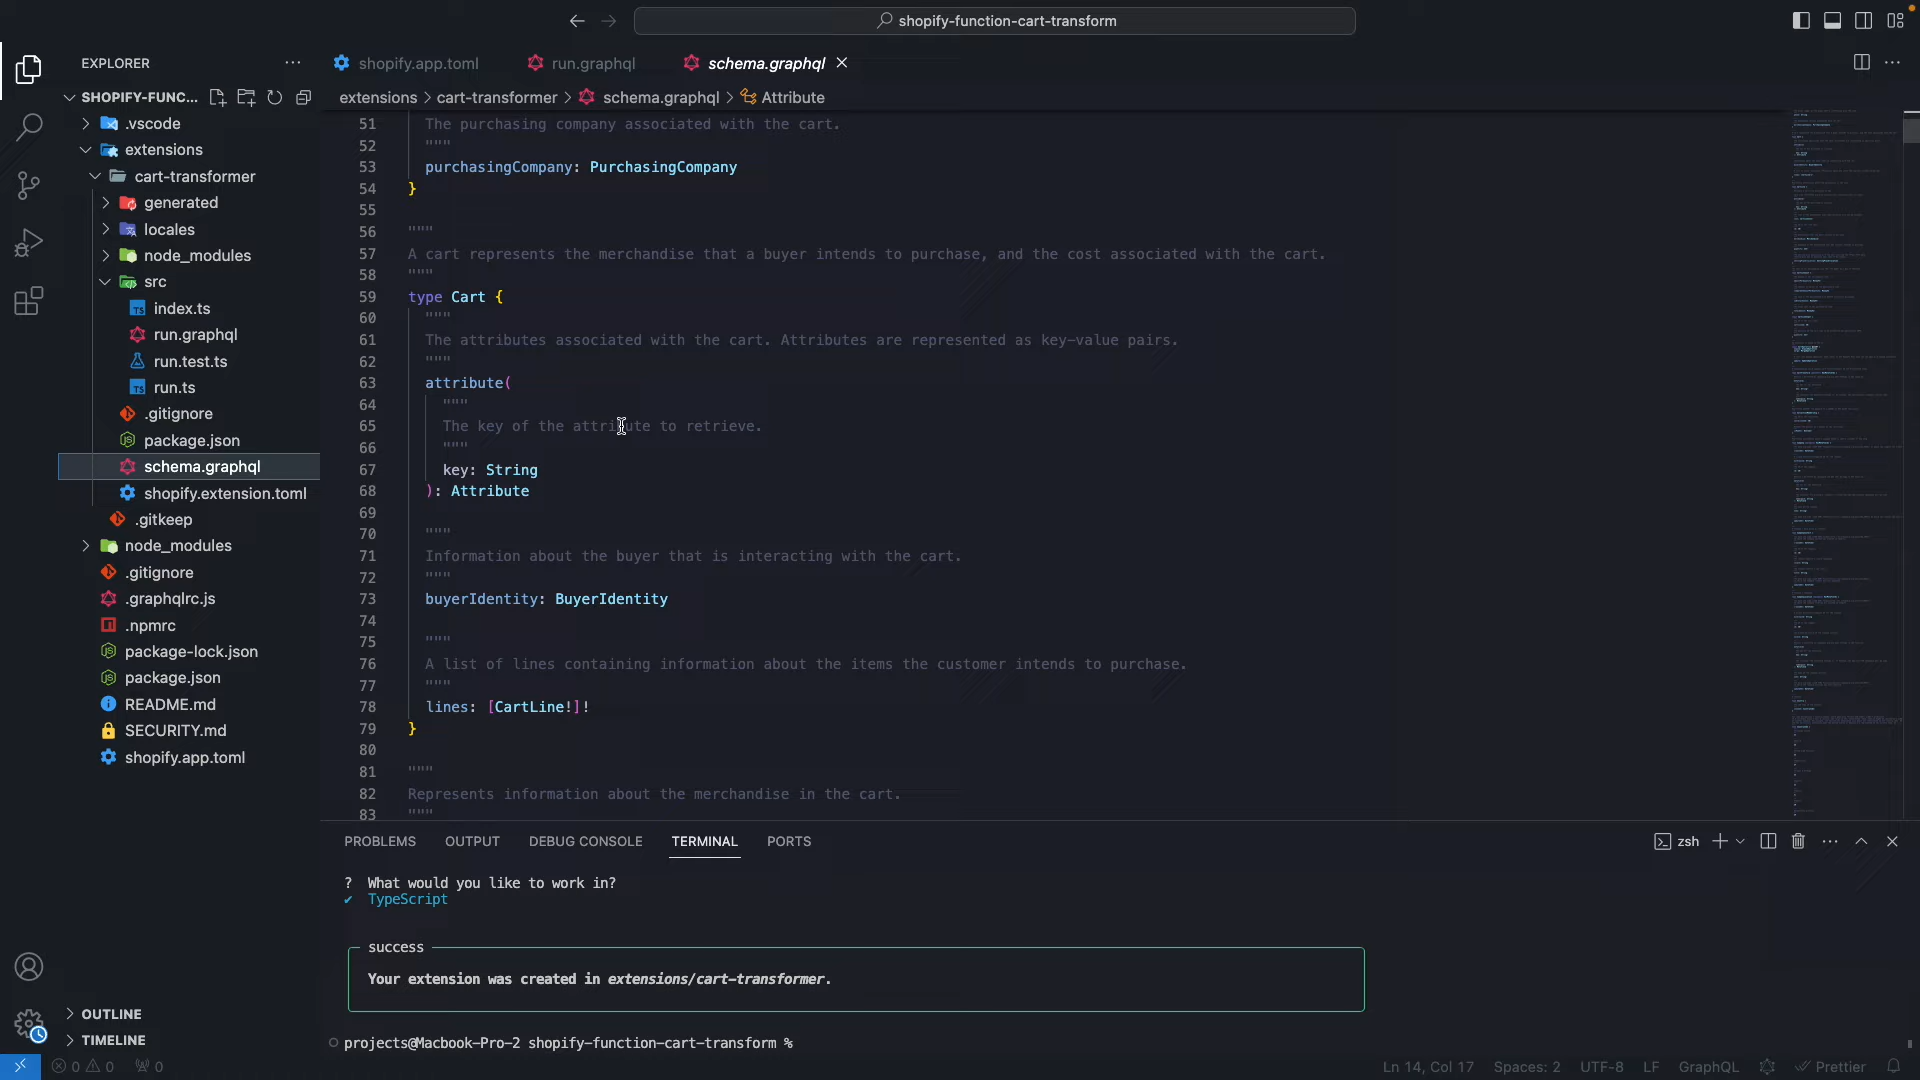 shopify-function-cart-transform
EXPLORER
shopify.app.toml
run.graphql
schema.graphql
SHOPIFY-FUNC...
extensions > cart-transformer > schema.graphql > Attribute
.vscode
extensions
cart-transformer
generated
locales
node_modules
src
index.ts
run.graphql
run.test.ts
run.ts
.gitignore
package.json
schema.graphql
shopify.extension.toml
.gitkeep
node_modules
.gitignore
.graphqlrc.js
.npmrc
package-lock.json
package.json
README.md
SECURITY.md
shopify.app.toml
OUTLINE
TIMELINE
51 The purchasing company associated with the cart.
52 """
53 purchasingCompany: PurchasingCompany
54 }
55
56 """
57 A cart represents the merchandise that a buyer intends to purchase, and the cost associated with the cart.
58 """
59 type Cart {
60 """
61 The attributes associated with the cart. Attributes are represented as key-value pairs.
62 """
63 attribute(
64 """
65 The key of the attribute to retrieve.
66 """
67 key: String
68 ): Attribute
69
70 """
71 Information about the buyer that is interacting with the cart.
72 """
73 buyerIdentity: BuyerIdentity
74
75 """
76 A list of lines containing information about the items the customer intends to purchase.
77 """
78 lines: [CartLine!]!
79 }
80
81 """
82 Represents information about the merchandise in the cart.
83 """
PROBLEMS OUTPUT DEBUG CONSOLE TERMINAL PORTS
zsh
? What would you like to work in?
✔ TypeScript
success
Your extension was created in extensions/cart-transformer.
projects@Macbook-Pro-2 shopify-function-cart-transform %
0 0 0
Ln 14, Col 17 Spaces: 2 UTF-8 LF GraphQL Prettier